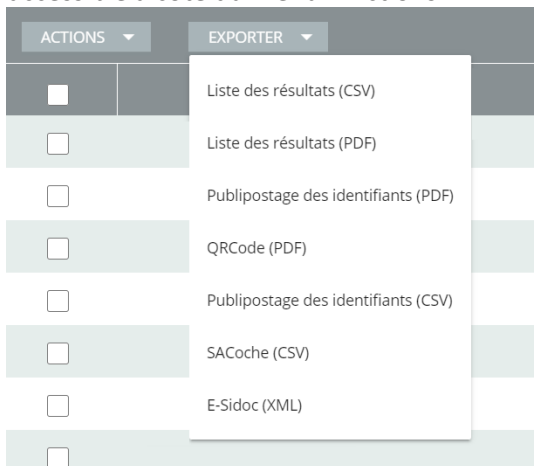 ACTIONS
EXPORTER
Liste des résultats (CSV)
Liste des résultats (PDF)
Publipostage des identifiants (PDF)
QRCode (PDF)
Publipostage des identifiants (CSV)
SACoche (CSV)
E-Sidoc (XML)